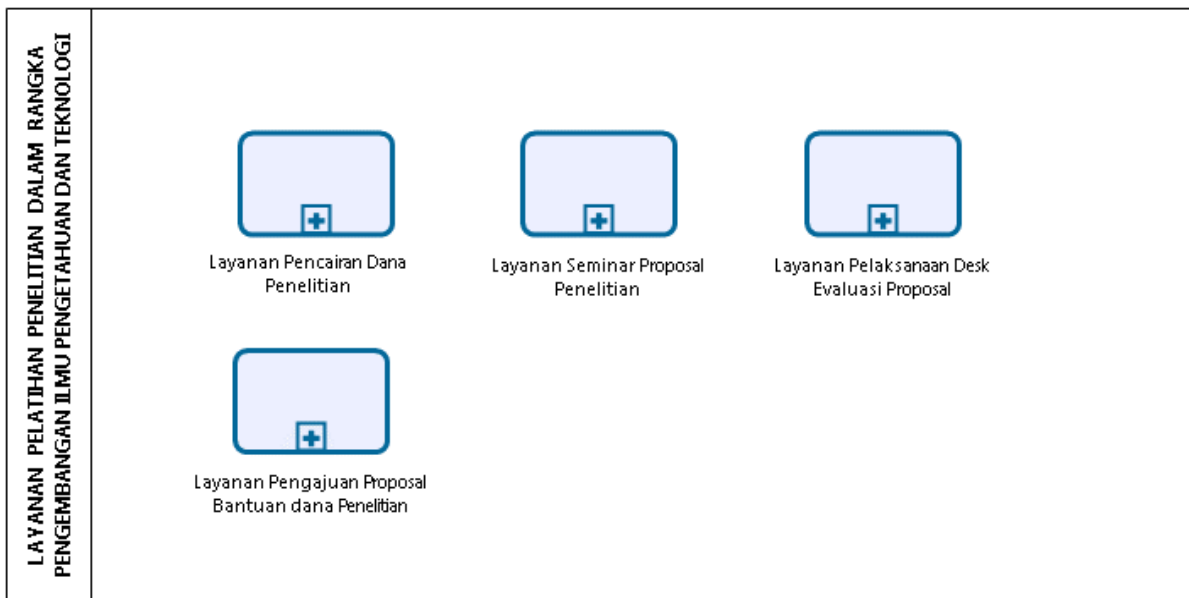 LAYANAN PELATIHAN PENELITIAN DALAM RANGKA
PENGEMBANGAN ILMU PENGETAHUAN DAN TEKNOLOGI
Layanan Pencairan Dana
Penelitian
Layanan Seminar Proposal
Penelitian
Layanan Pelaksanaan Desk
Evaluasi Proposal
Layanan Pengajuan Proposal
Bantuan dana Penelitian